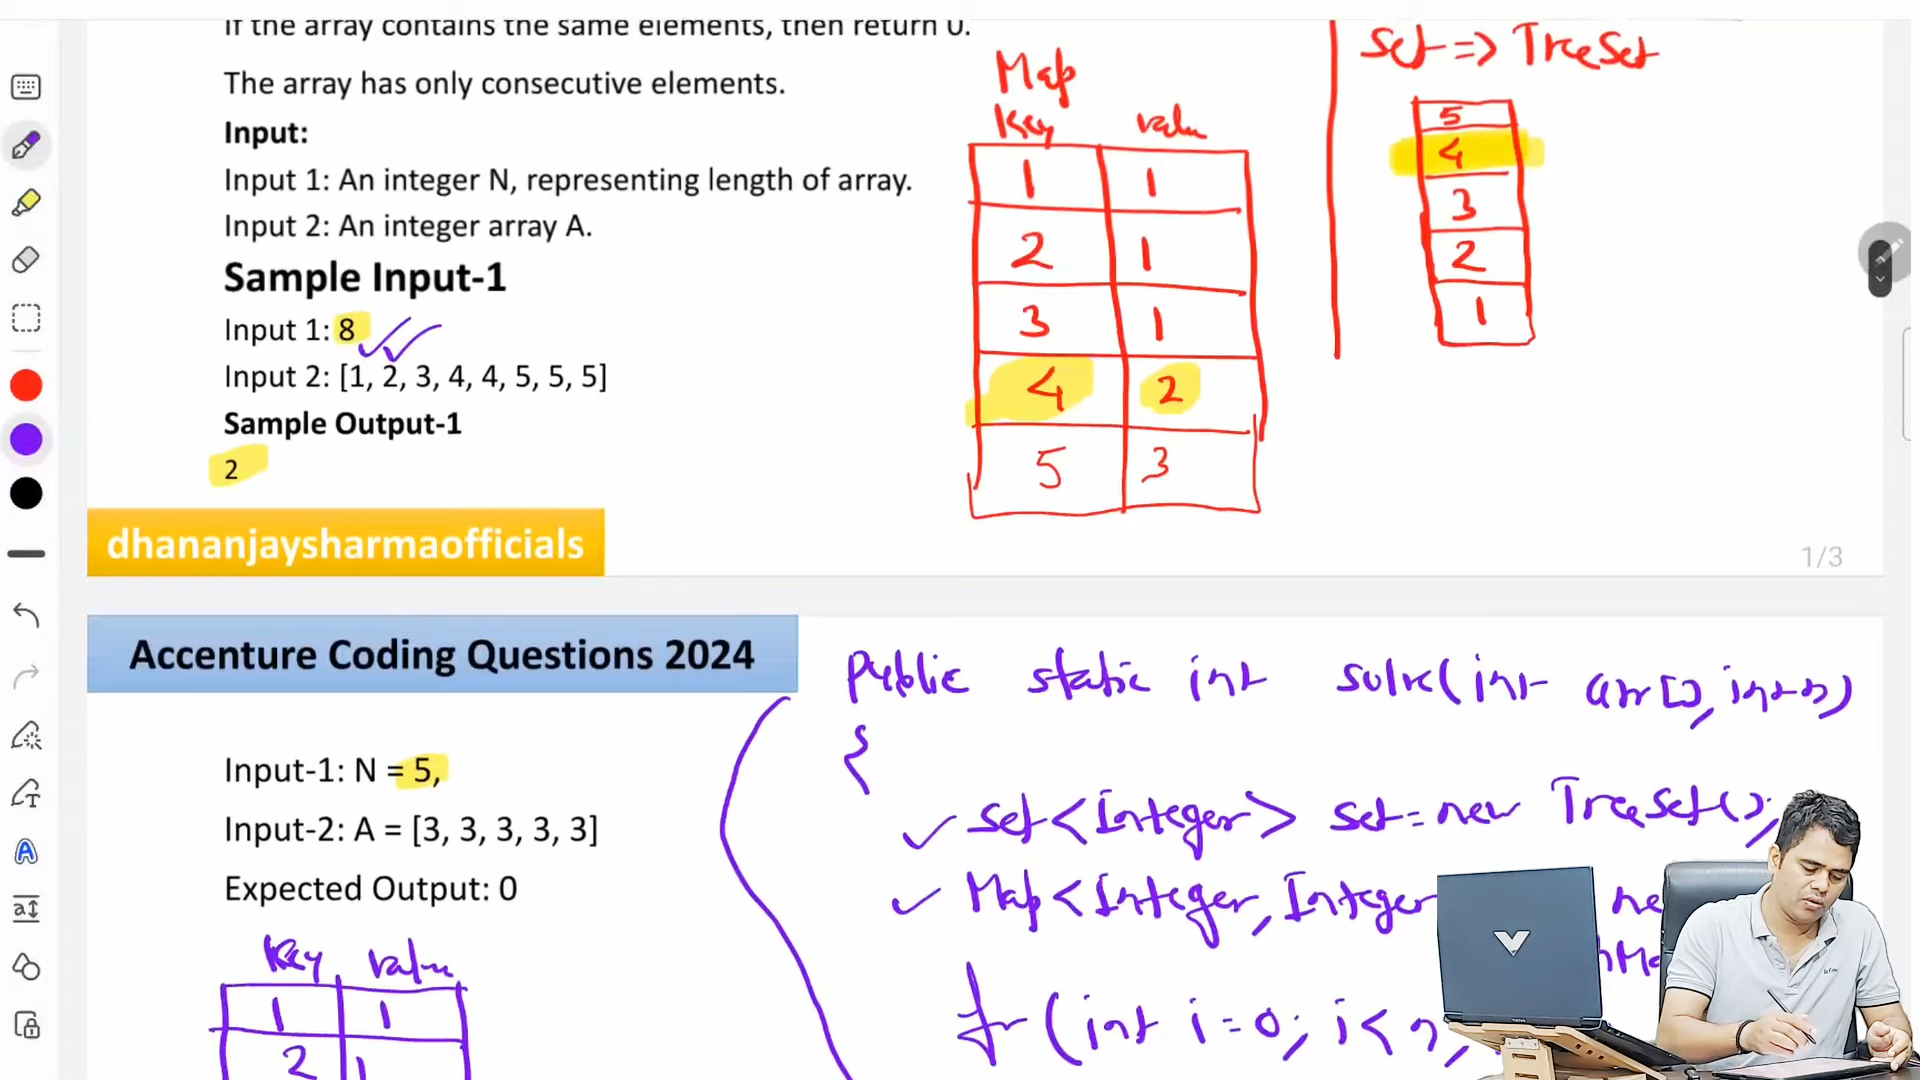 If the array contains the same elements, then return 0.
The array has only consecutive elements.
Input:
Input 1: An integer N, representing length of array.
Input 2: An integer array A.
Sample Input-1
Input 1: 8
Input 2: [1, 2, 3, 4, 4, 5, 5, 5]
Sample Output-1
2
dhananjaysharmaofficials
Map
Key value
1 1
2 1
3 1
4 2
5 3
Set => TreeSet
5
4
3
2
1
1/3
Accenture Coding Questions 2024
Input-1: N = 5,
Input-2: A = [3, 3, 3, 3, 3]
Expected Output: 0
Key value
1 1
2 1
Public static int solve(int arr[], int n)
{
Set<Integer> set=new TreeSet();
Map<Integer, Integer ne
for (int i=0; i<n,